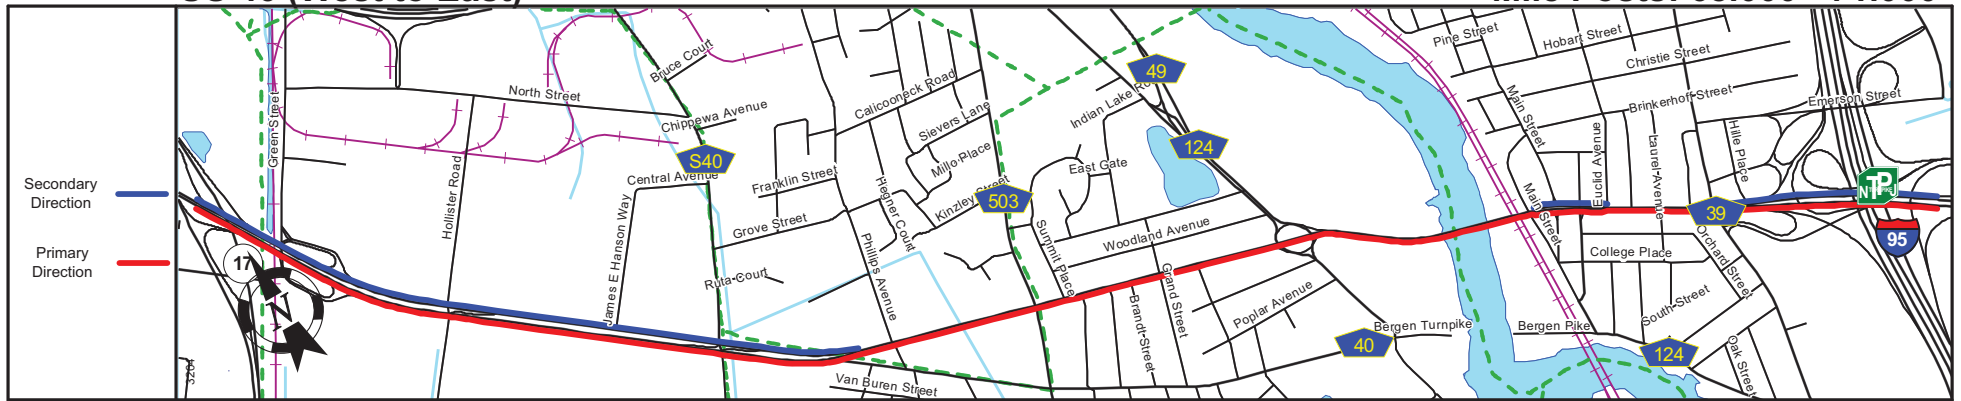 Secondary
Direction
Primary
Direction
Green Street
17
N
3264
North Street
Hollister Road
James E Hanson Way
Bruce Court
Chippewa Avenue
S40
Central Avenue
Franklin Street
Grove Street
Ruta Court
Calicooneck Road
Sievers Lane
Millo Place
Kinzley Street
Hegner Court
Phillips Avenue
Van Buren Street
503
Summit Place
Indian Lake
East Gate
49
124
Woodland Avenue
Grand Street
Brandt Street
Poplar Avenue
40
Bergen Turnpike
Bergen Pike
Pine Street
Hobart Street
Christie Street
Brinkerhoff Street
Emerson Street
Main Street
Main Street
Euclid Avenue
Laurel Avenue
Hille Place
39
College Place
Orchard Street
South Street
124
Oak Street
95